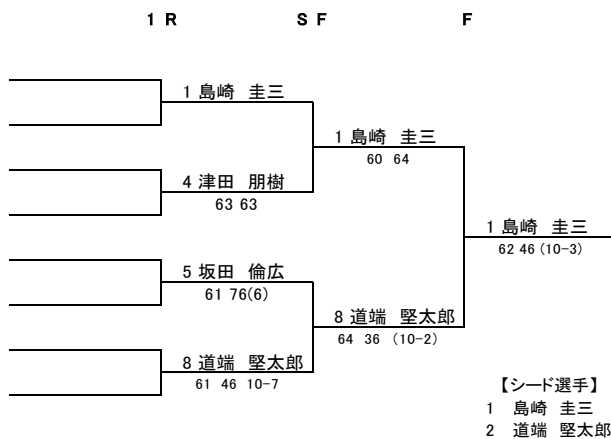 1 R S F F
1 島崎 圭三
1 島崎 圭三
60 64
4 津田 朋樹
63 63
1 島崎 圭三
62 46 (10-3)
5 坂田 倫広
61 76(6)
8 道端 堅太郎
64 36 (10-2)
8 道端 堅太郎
61 46 10-7
【シード選手】
1 島崎 圭三
2 道端 堅太郎